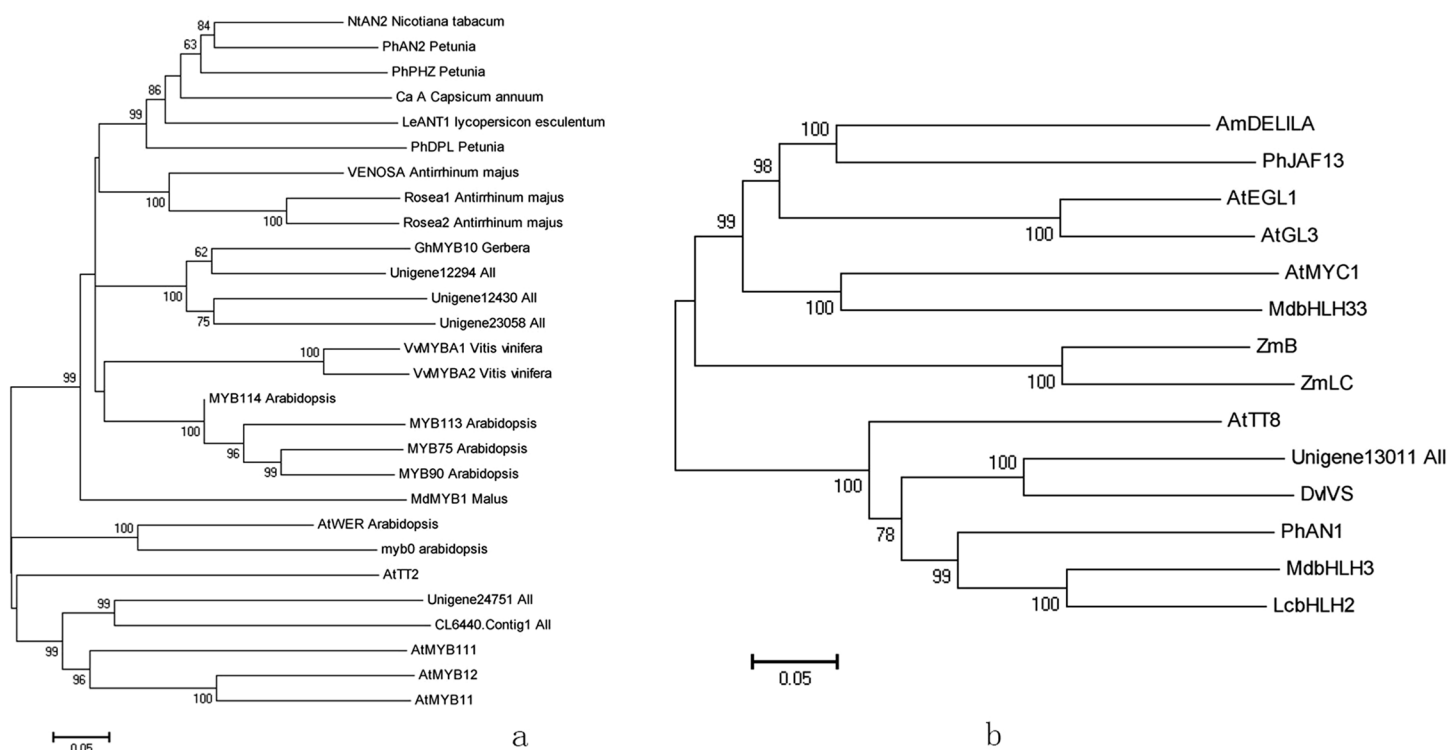 84
NtAN2 Nicotiana tabacum
63
PhAN2 Petunia
PhPHZ Petunia
86
Ca A Capsicum annuum
99
LeANT1 lycopersicon esculentum
PhDPL Petunia
VENOSA Antirrhinum majus
100
Rosea1 Antirrhinum majus
100
Rosea2 Antirrhinum majus
62
GhMYB10 Gerbera
Unigene12294 All
100
Unigene12430 All
75
Unigene23058 All
100
VvMYBA1 Vitis vinifera
VvMYBA2 Vitis vinifera
99
MYB114 Arabidopsis
100
MYB113 Arabidopsis
96
MYB75 Arabidopsis
99
MYB90 Arabidopsis
MdMYB1 Malus
100
AtWER Arabidopsis
myb0 arabidopsis
AtTT2
99
Unigene24751 All
CL6440.Contig1 All
99
AtMYB111
96
AtMYB12
100
AtMYB11
0.05
a
100
AmDELILA
98
PhJAF13
99
AtEGL1
100
AtGL3
AtMYC1
100
MdbHLH33
ZmB
100
ZmLC
AtTT8
100
100
Unigene13011 All
DvIVS
78
PhAN1
99
MdbHLH3
100
LcbHLH2
0.05
b